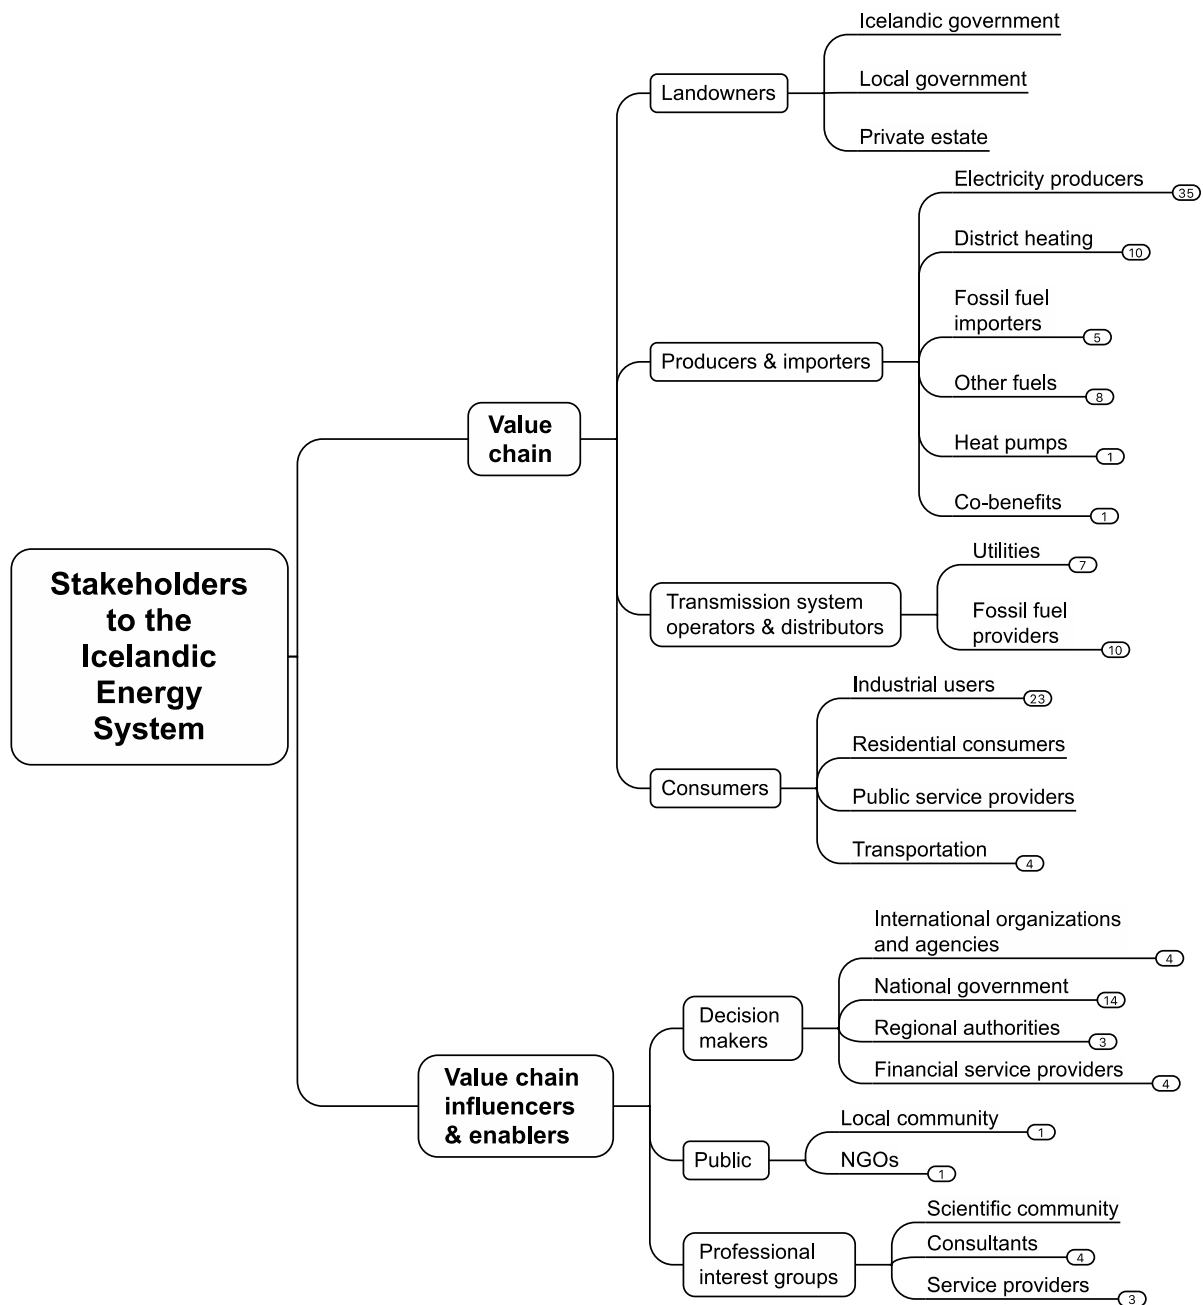 Stakeholders
to the
Icelandic
Energy
System
Value
chain
Landowners
Icelandic government
Local government
Private estate
Producers & importers
Electricity producers
35
District heating
10
Fossil fuel
importers
5
Other fuels
8
Heat pumps
1
Co-benefits
1
Transmission system
operators & distributors
Utilities
7
Fossil fuel
providers
10
Consumers
Industrial users
23
Residential consumers
Public service providers
Transportation
4
Value chain
influencers
& enablers
Decision
makers
International organizations
and agencies
4
National government
14
Regional authorities
3
Financial service providers
4
Public
Local community
1
NGOs
1
Professional
interest groups
Scientific community
Consultants
4
Service providers
3